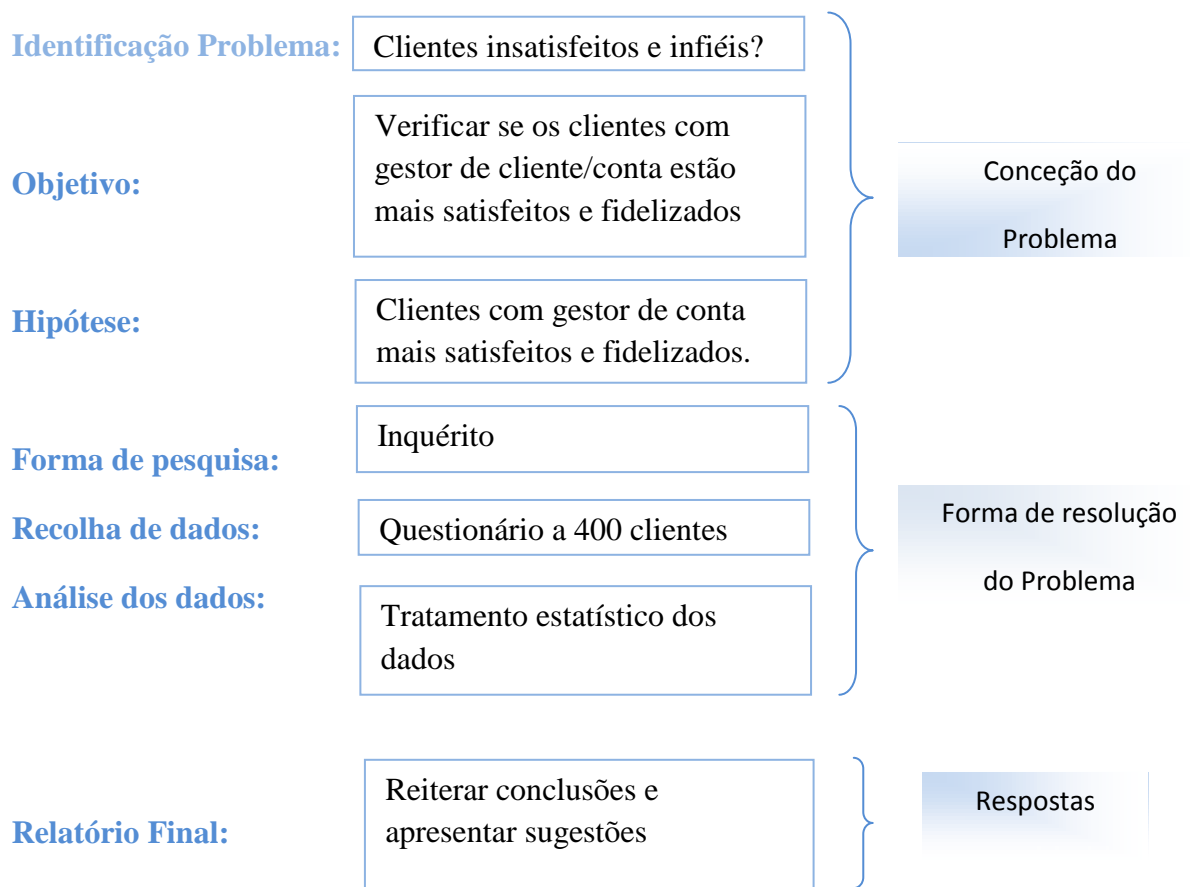 Identificação Problema:
Clientes insatisfeitos e infiéis?
Objetivo:
Verificar se os clientes com
gestor de cliente/conta estão
mais satisfeitos e fidelizados
Hipótese:
Clientes com gestor de conta
mais satisfeitos e fidelizados.
Conceção do
Problema
Forma de pesquisa:
Inquérito
Recolha de dados:
Questionário a 400 clientes
Análise dos dados:
Tratamento estatístico dos
dados
Forma de resolução
do Problema
Relatório Final:
Reiterar conclusões e
apresentar sugestões
Respostas